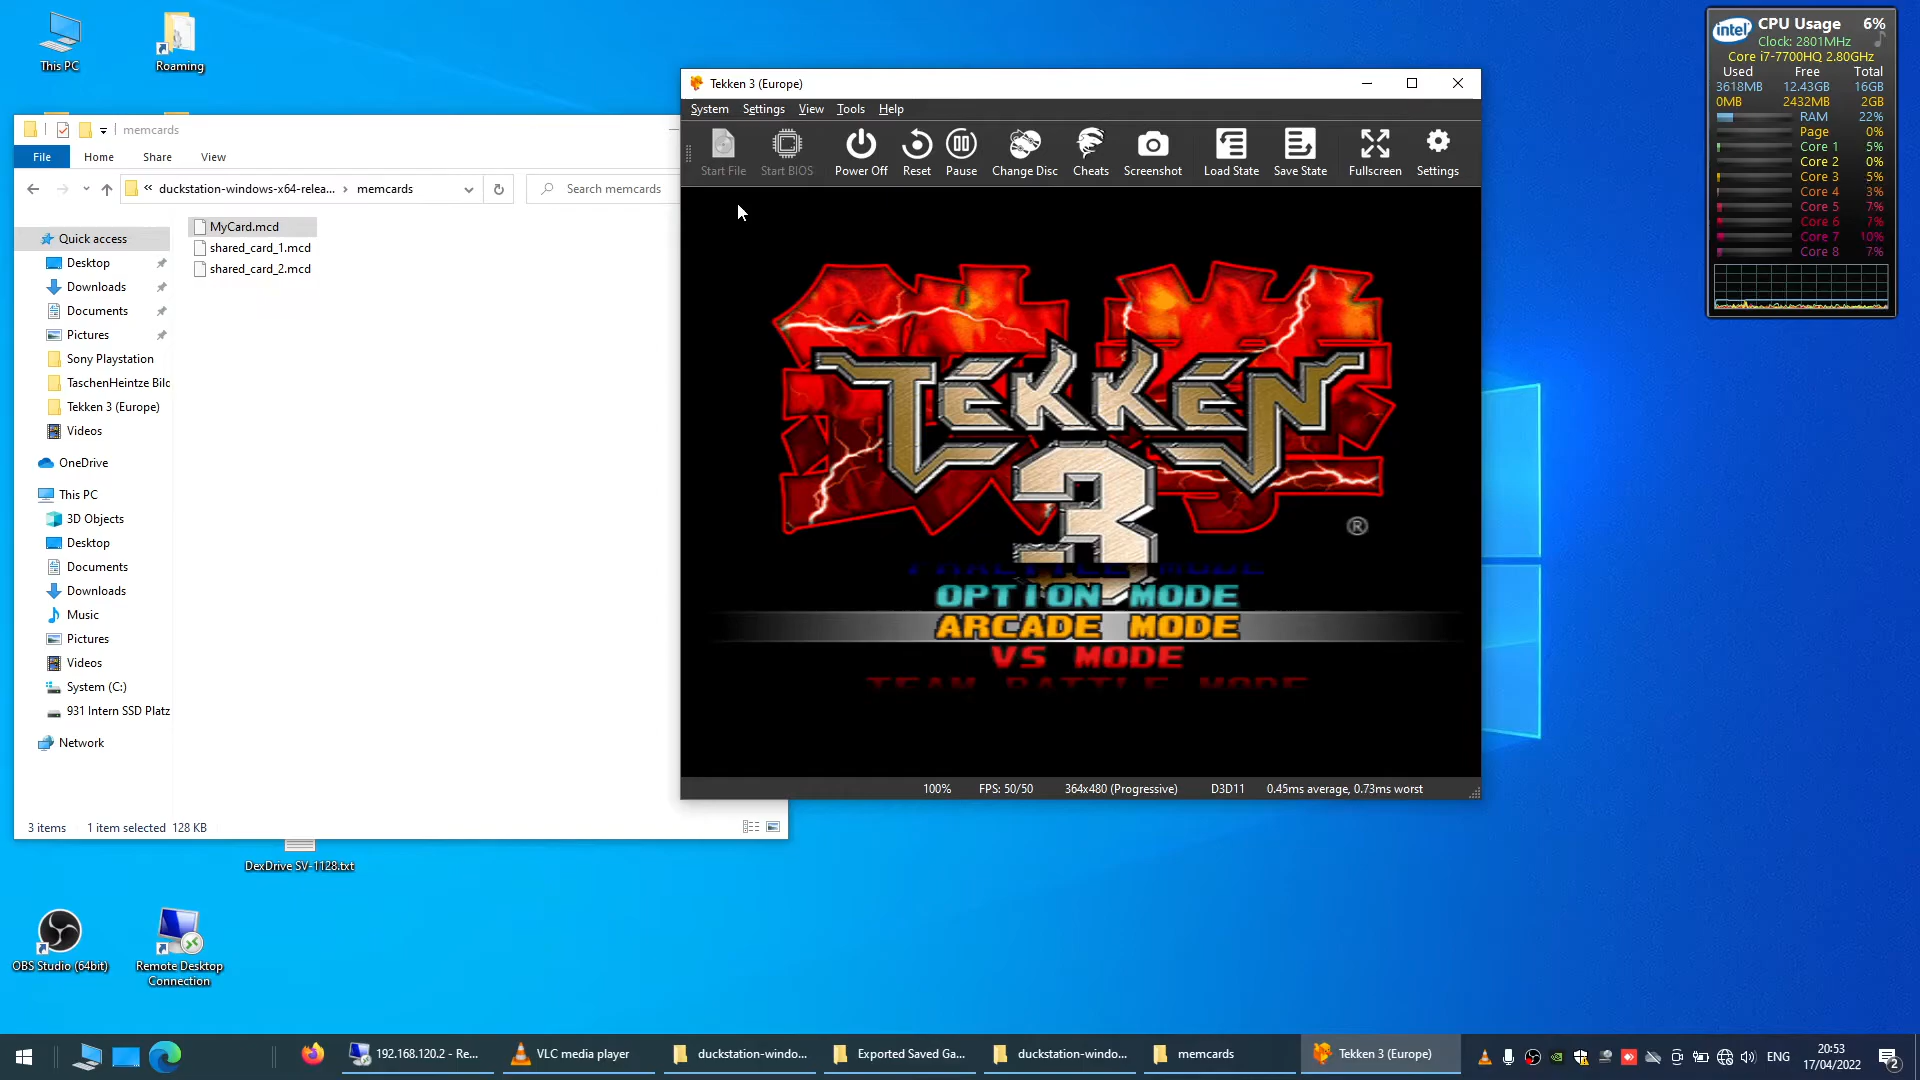 This PC
Roaming
memcards
File
Home
Share
View
« duckstation-windows-x64-relea... › memcards
Search memcards
Quick access
Desktop
Downloads
Documents
Pictures
Sony Playstation
TaschenHeintze Bild
Tekken 3 (Europe)
Videos
OneDrive
This PC
3D Objects
Desktop
Documents
Downloads
Music
Pictures
Videos
System (C:)
931 Intern SSD Platz
Network
MyCard.mcd
shared_card_1.mcd
shared_card_2.mcd
3 items
1 item selected 128 KB
Tekken 3 (Europe)
System
Settings
View
Tools
Help
Start File
Start BIOS
Power Off
Reset
Pause
Change Disc
Cheats
Screenshot
Load State
Save State
Fullscreen
Settings
TEKKEN
3
®
PRACTICE MODE
OPTION MODE
ARCADE MODE
VS MODE
TEAM BATTLE MODE
100%
FPS: 50/50
364x480 (Progressive)
D3D11
0.45ms average, 0.73ms worst
intel
CPU Usage 6%
Clock: 2801MHz
Core i7-7700HQ 2.80GHz
Used Free Total
3618MB 12.43GB 16GB
0MB 2432MB 2GB
RAM 22%
Page 0%
Core 1 5%
Core 2 0%
Core 3 5%
Core 4 3%
Core 5 7%
Core 6 7%
Core 7 10%
Core 8 7%
DexDrive SV-1128.txt
OBS Studio (64bit)
Remote Desktop
Connection
192.168.120.2 - Re...
VLC media player
duckstation-windo...
Exported Saved Ga...
duckstation-windo...
memcards
Tekken 3 (Europe)
ENG
20:53
17/04/2022
2